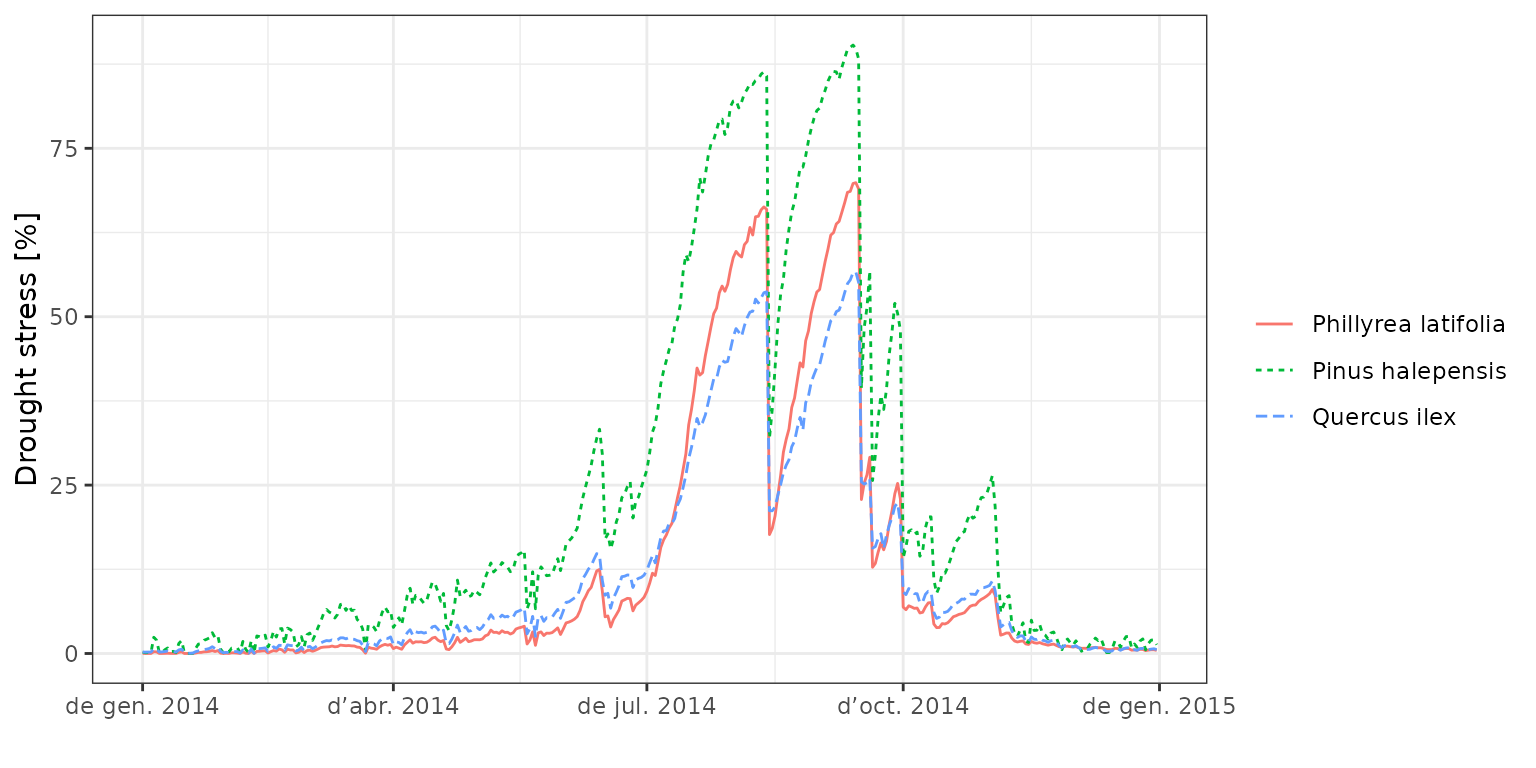 Drought stress [%]
75
50
25
0
de gen. 2014
d’abr. 2014
de jul. 2014
d’oct. 2014
de gen. 2015
Phillyrea latifolia
Pinus halepensis
Quercus ilex